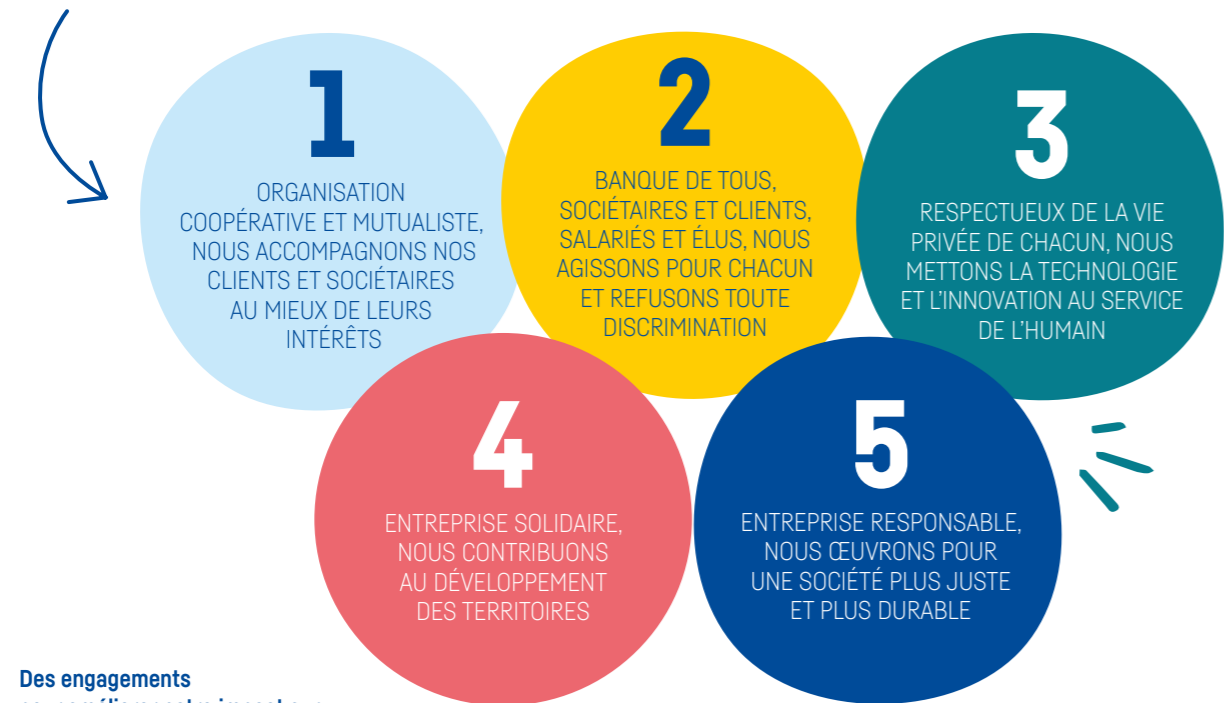 1
ORGANISATION
COOPÉRATIVE ET MUTUALISTE,
NOUS ACCOMPAGNONS NOS
CLIENTS ET SOCIÉTAIRES
AU MIEUX DE LEURS
INTÉRÊTS
2
BANQUE DE TOUS,
SOCIÉTAIRES ET CLIENTS,
SALARIÉS ET ÉLUS, NOUS
AGISSONS POUR CHACUN
ET REFUSONS TOUTE
DISCRIMINATION
3
RESPECTUEUX DE LA VIE
PRIVÉE DE CHACUN, NOUS
METTONS LA TECHNOLOGIE
ET L'INNOVATION AU SERVICE
DE L'HUMAIN
4
ENTREPRISE SOLIDAIRE,
NOUS CONTRIBUONS
AU DÉVELOPPEMENT
DES TERRITOIRES
5
ENTREPRISE RESPONSABLE,
NOUS ŒUVRONS POUR
UNE SOCIÉTÉ PLUS JUSTE
ET PLUS DURABLE
Des engagements